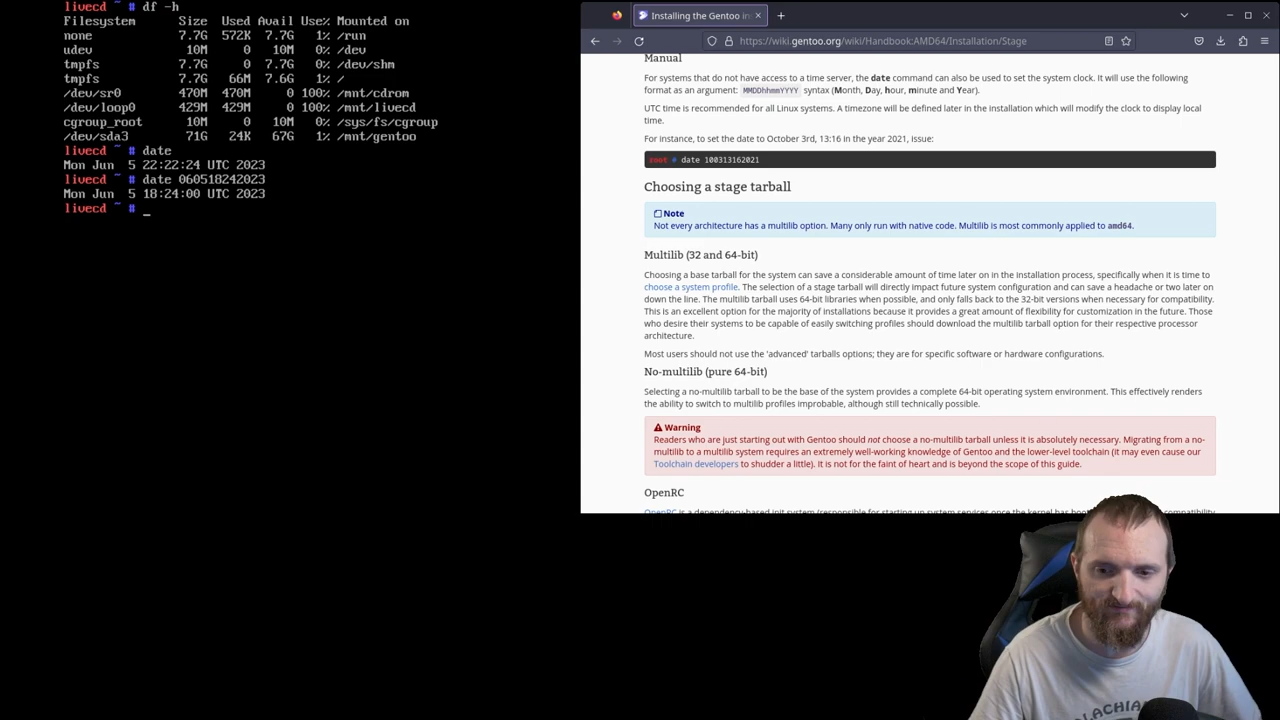 livecd ~ # df -h
Filesystem Size Used Avail Use% Mounted on
none 7.7G 572K 7.7G 1% /run
udev 10M 0 10M 0% /dev
tmpfs 7.7G 0 7.7G 0% /dev/shm
tmpfs 7.7G 66M 7.6G 1% /
/dev/sr0 470M 470M 0 100% /mnt/cdrom
/dev/loop0 429M 429M 0 100% /mnt/livecd
cgroup_root 10M 0 10M 0% /sys/fs/cgroup
/dev/sda3 71G 24K 67G 1% /mnt/gentoo
livecd ~ # date
Mon Jun 5 22:22:24 UTC 2023
livecd ~ # date 060518242023
Mon Jun 5 18:24:00 UTC 2023
livecd ~ # _
Installing the Gentoo in
https://wiki.gentoo.org/wiki/Handbook:AMD64/Installation/Stage
Manual
For systems that do not have access to a time server, the date command can also be used to set the system clock. It will use the following
format as an argument: MMDDhhmmYYYY syntax (Month, Day, hour, minute and Year).
UTC time is recommended for all Linux systems. A timezone will be defined later in the installation which will modify the clock to display local
time.
For instance, to set the date to October 3rd, 13:16 in the year 2021, issue:
root # date 100313162021
Choosing a stage tarball
Note
Not every architecture has a multilib option. Many only run with native code. Multilib is most commonly applied to amd64.
Multilib (32 and 64-bit)
Choosing a base tarball for the system can save a considerable amount of time later on in the installation process, specifically when it is time to
choose a system profile. The selection of a stage tarball will directly impact future system configuration and can save a headache or two later on
down the line. The multilib tarball uses 64-bit libraries when possible, and only falls back to the 32-bit versions when necessary for compatibility.
This is an excellent option for the majority of installations because it provides a great amount of flexibility for customization in the future. Those
who desire their systems to be capable of easily switching profiles should download the multilib tarball option for their respective processor
architecture.
Most users should not use the 'advanced' tarballs options; they are for specific software or hardware configurations.
No-multilib (pure 64-bit)
Selecting a no-multilib tarball to be the base of the system provides a complete 64-bit operating system environment. This effectively renders
the ability to switch to multilib profiles improbable, although still technically possible.
Warning
Readers who are just starting out with Gentoo should not choose a no-multilib tarball unless it is absolutely necessary. Migrating from a no-
multilib to a multilib system requires an extremely well-working knowledge of Gentoo and the lower-level toolchain (it may even cause our
Toolchain developers to shudder a little). It is not for the faint of heart and is beyond the scope of this guide.
OpenRC
OpenRC is a dependency-based init system (responsible for starting up system services once the kernel has